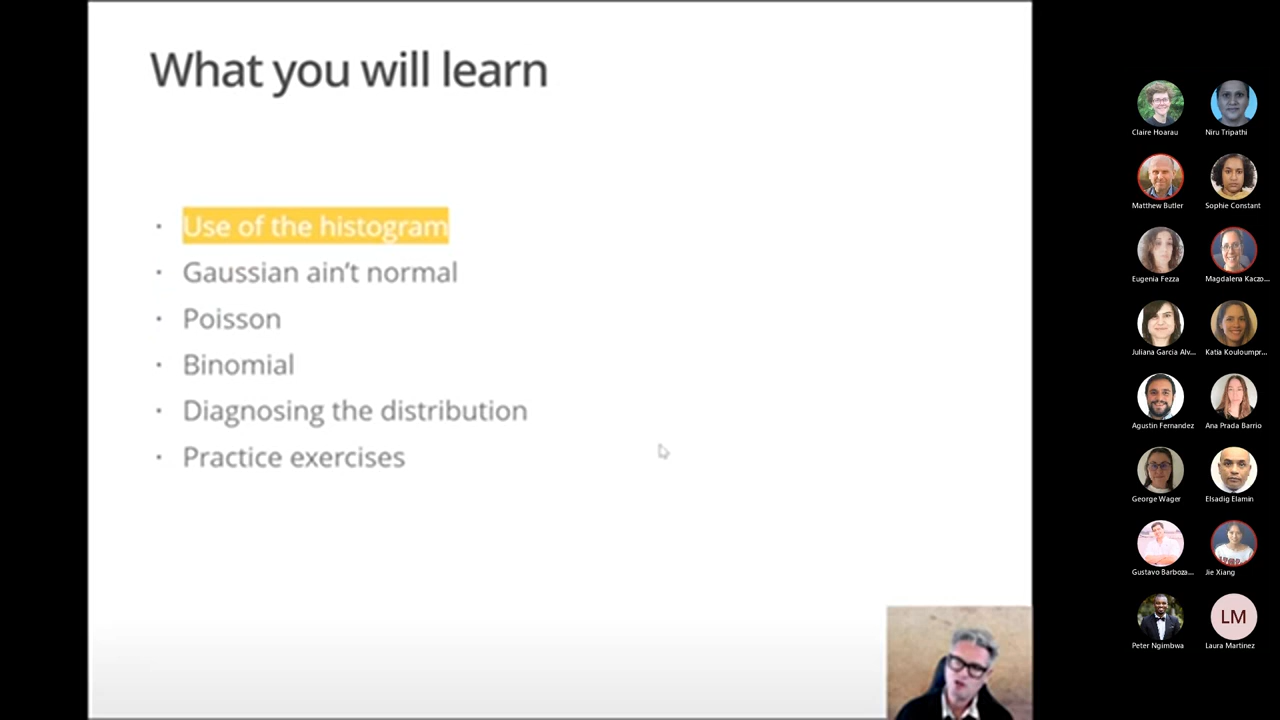 What you will learn
· Use of the histogram
· Gaussian ain't normal
· Poisson
· Binomial
· Diagnosing the distribution
· Practice exercises
Claire Hoarau
Niru Tripathi
Matthew Butler
Sophie Constant
Eugenia Fezza
Magdalena Kaczo...
Juliana Garcia Alv...
Katia Kouloumpr...
Agustin Fernandez
Ana Prada Barrio
George Wager
Elsadig Elamin
Gustavo Barboza...
Jie Xiang
Peter Ngimbwa
LM
Laura Martinez